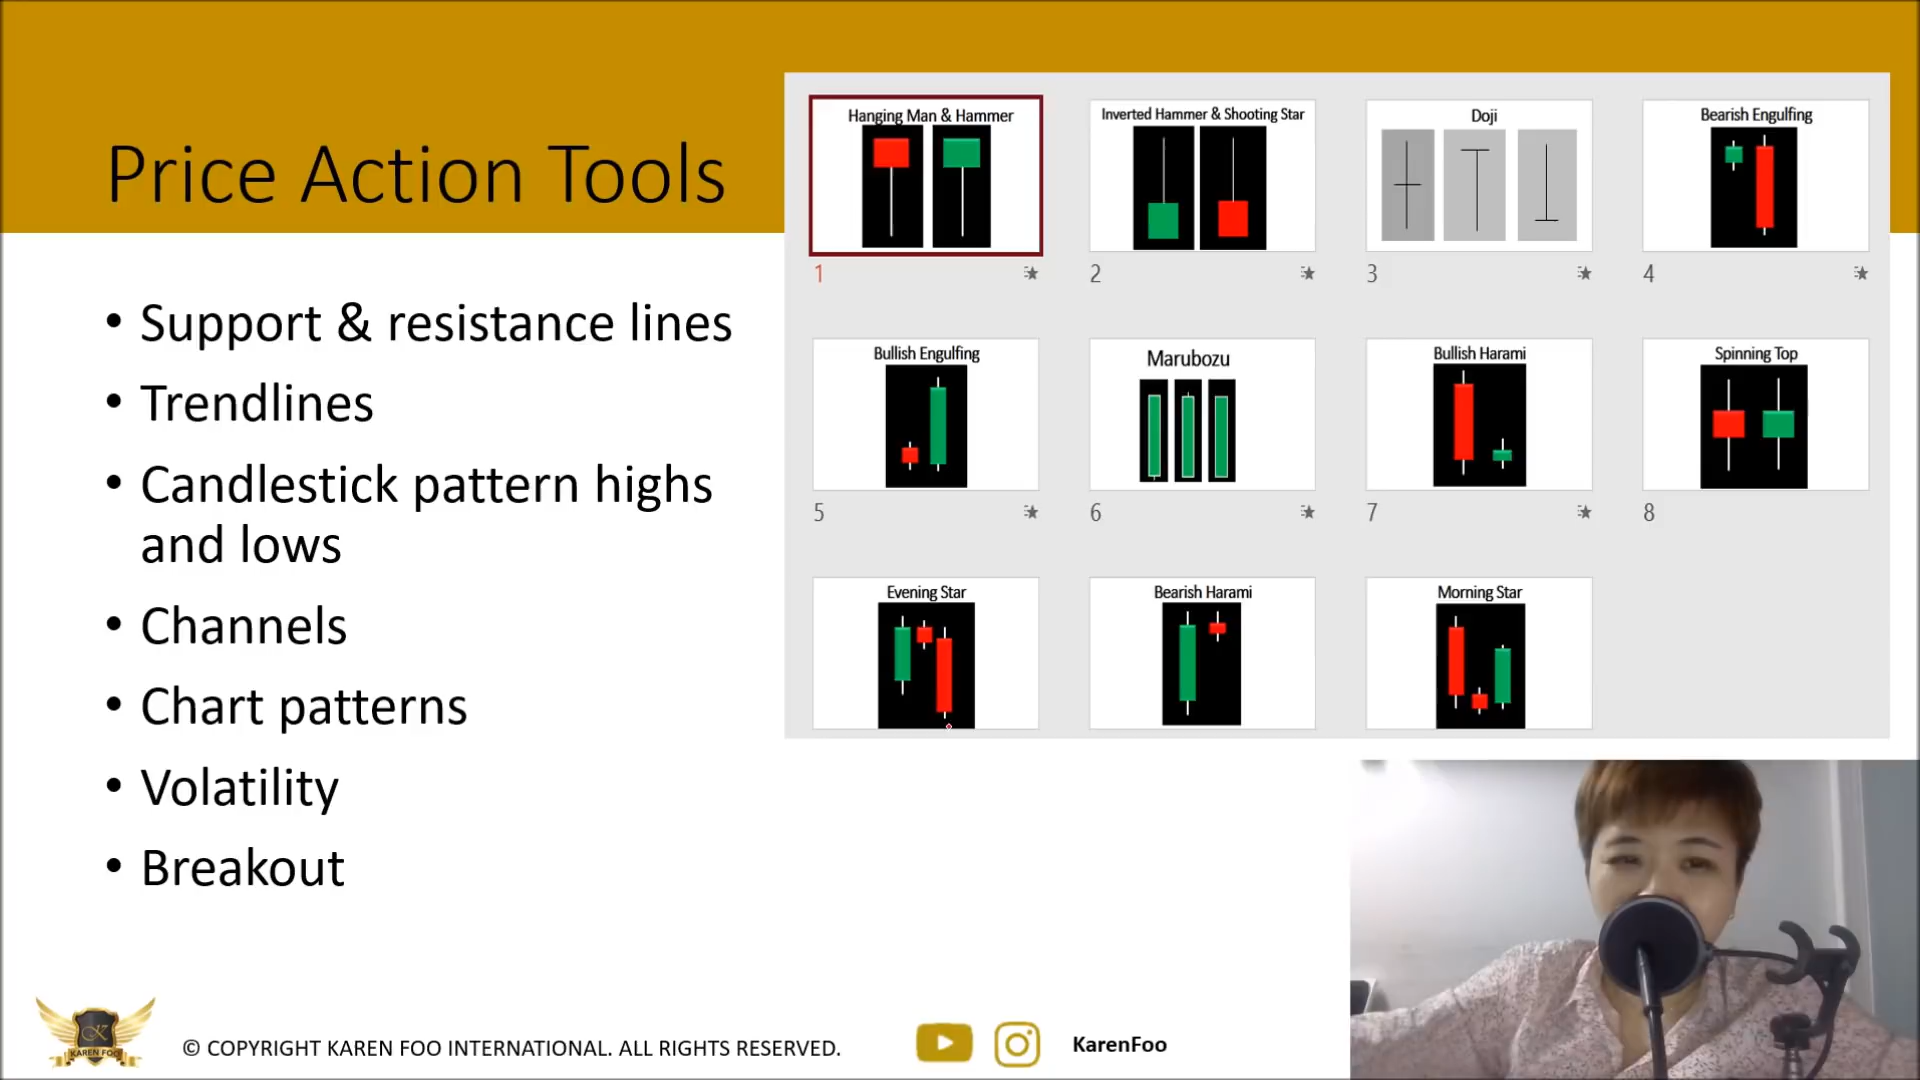 Price Action Tools
• Support & resistance lines
• Trendlines
• Candlestick pattern highs
and lows
• Channels
• Chart patterns
• Volatility
• Breakout
Hanging Man & Hammer
1
Inverted Hammer & Shooting Star
2
Doji
3
Bearish Engulfing
4
Bullish Engulfing
5
Marubozu
6
Bullish Harami
7
Spinning Top
8
Evening Star
Bearish Harami
Morning Star
K
KAREN FOO
© COPYRIGHT KAREN FOO INTERNATIONAL. ALL RIGHTS RESERVED.
KarenFoo